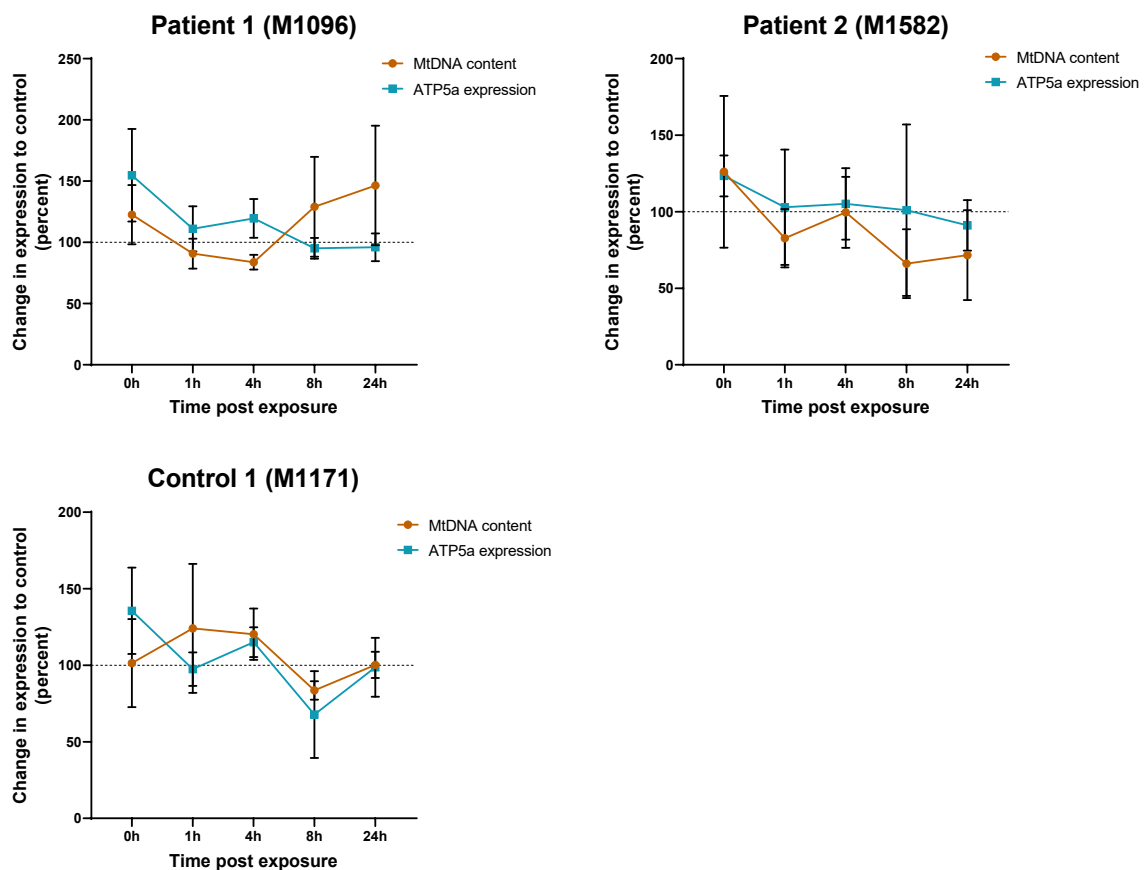 Patient 1 (M1096)
MtDNA content
ATP5a expression
Change in expression to control
(percent)
250
200
150
100
50
0
0h 1h 4h 8h 24h
Time post exposure
Patient 2 (M1582)
MtDNA content
ATP5a expression
Change in expression to control
(percent)
200
150
100
50
0
0h 1h 4h 8h 24h
Time post exposure
Control 1 (M1171)
MtDNA content
ATP5a expression
Change in expression to control
(percent)
200
150
100
50
0
0h 1h 4h 8h 24h
Time post exposure